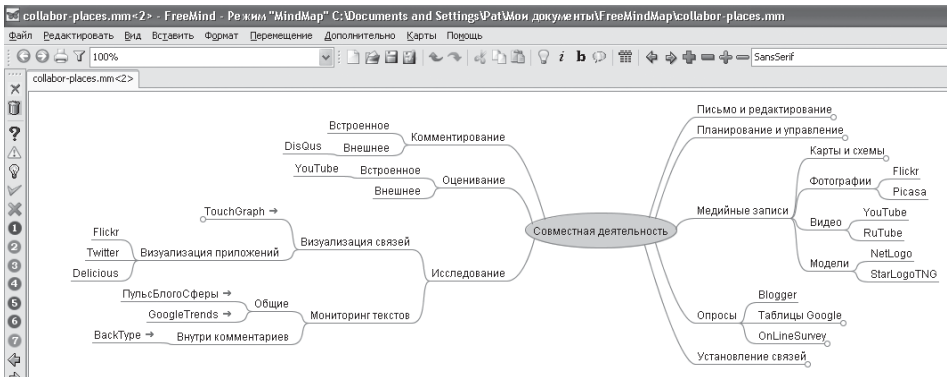 collabor-places.mm<2> - FreeMind - Режим "MindMap" C:\Documents and Settings\Pat\Мои документы\FreeMindMap\collabor-places.mm
Файл Редактировать Вид Вставить Формат Перемещение Дополнительно Карты Помощь
100%
SansSerif
collabor-places.mm<2>
Совместная деятельность
Комментирование
Встроенное
Внешнее
DisQus
Оценивание
Встроенное
YouTube
Внешнее
Исследование
Визуализация связей
TouchGraph
Визуализация приложений
Flickr
Twitter
Delicious
Мониторинг текстов
Общие
ПульсБлогоСферы
GoogleTrends
Внутри комментариев
BackType
Письмо и редактирование
Планирование и управление
Медийные записи
Карты и схемы
Фотографии
Flickr
Picasa
Видео
YouTube
RuTube
Модели
NetLogo
StarLogoTNG
Опросы
Blogger
Таблицы Google
OnLineSurvey
Установление связей